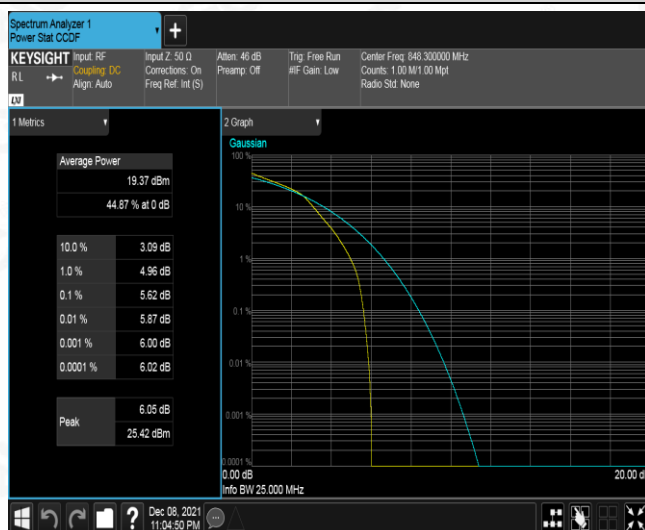 Spectrum Analyzer 1
Power Stat CCDF
+
KEYSIGHT
RL
LXI
Input: RF
Coupling: DC
Align: Auto
Input Z: 50 Ω
Corrections: On
Freq Ref: Int (S)
Atten: 46 dB
Preamp: Off
Trig: Free Run
#IF Gain: Low
Center Freq: 848.300000 MHz
Counts: 1.00 M/1.00 Mpt
Radio Std: None
1 Metrics
Average Power
19.37 dBm
44.87 % at 0 dB
10.0 % 3.09 dB
1.0 % 4.96 dB
0.1 % 5.62 dB
0.01 % 5.87 dB
0.001 % 6.00 dB
0.0001 % 6.02 dB
Peak
6.05 dB
25.42 dBm
2 Graph
Gaussian
100 %
10 %
1 %
0.1 %
0.01 %
0.001 %
0.0001 %
0.00 dB
20.00 d
Info BW 25.000 MHz
?
Dec 08, 2021
11:04:50 PM